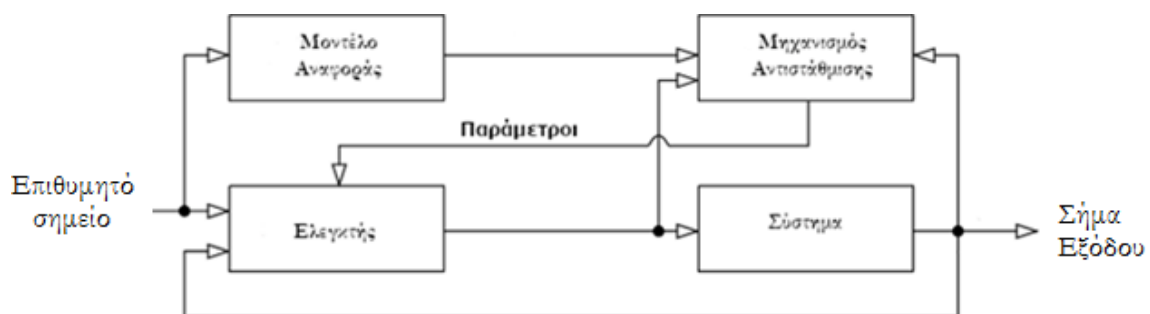 Μοντέλο
Αναφοράς
Μηχανισμός
Αντιστάθμισης
Παράμετροι
Επιθυμητό
σημείο
Ελεγκτής
Σύστημα
Σήμα
Εξόδου